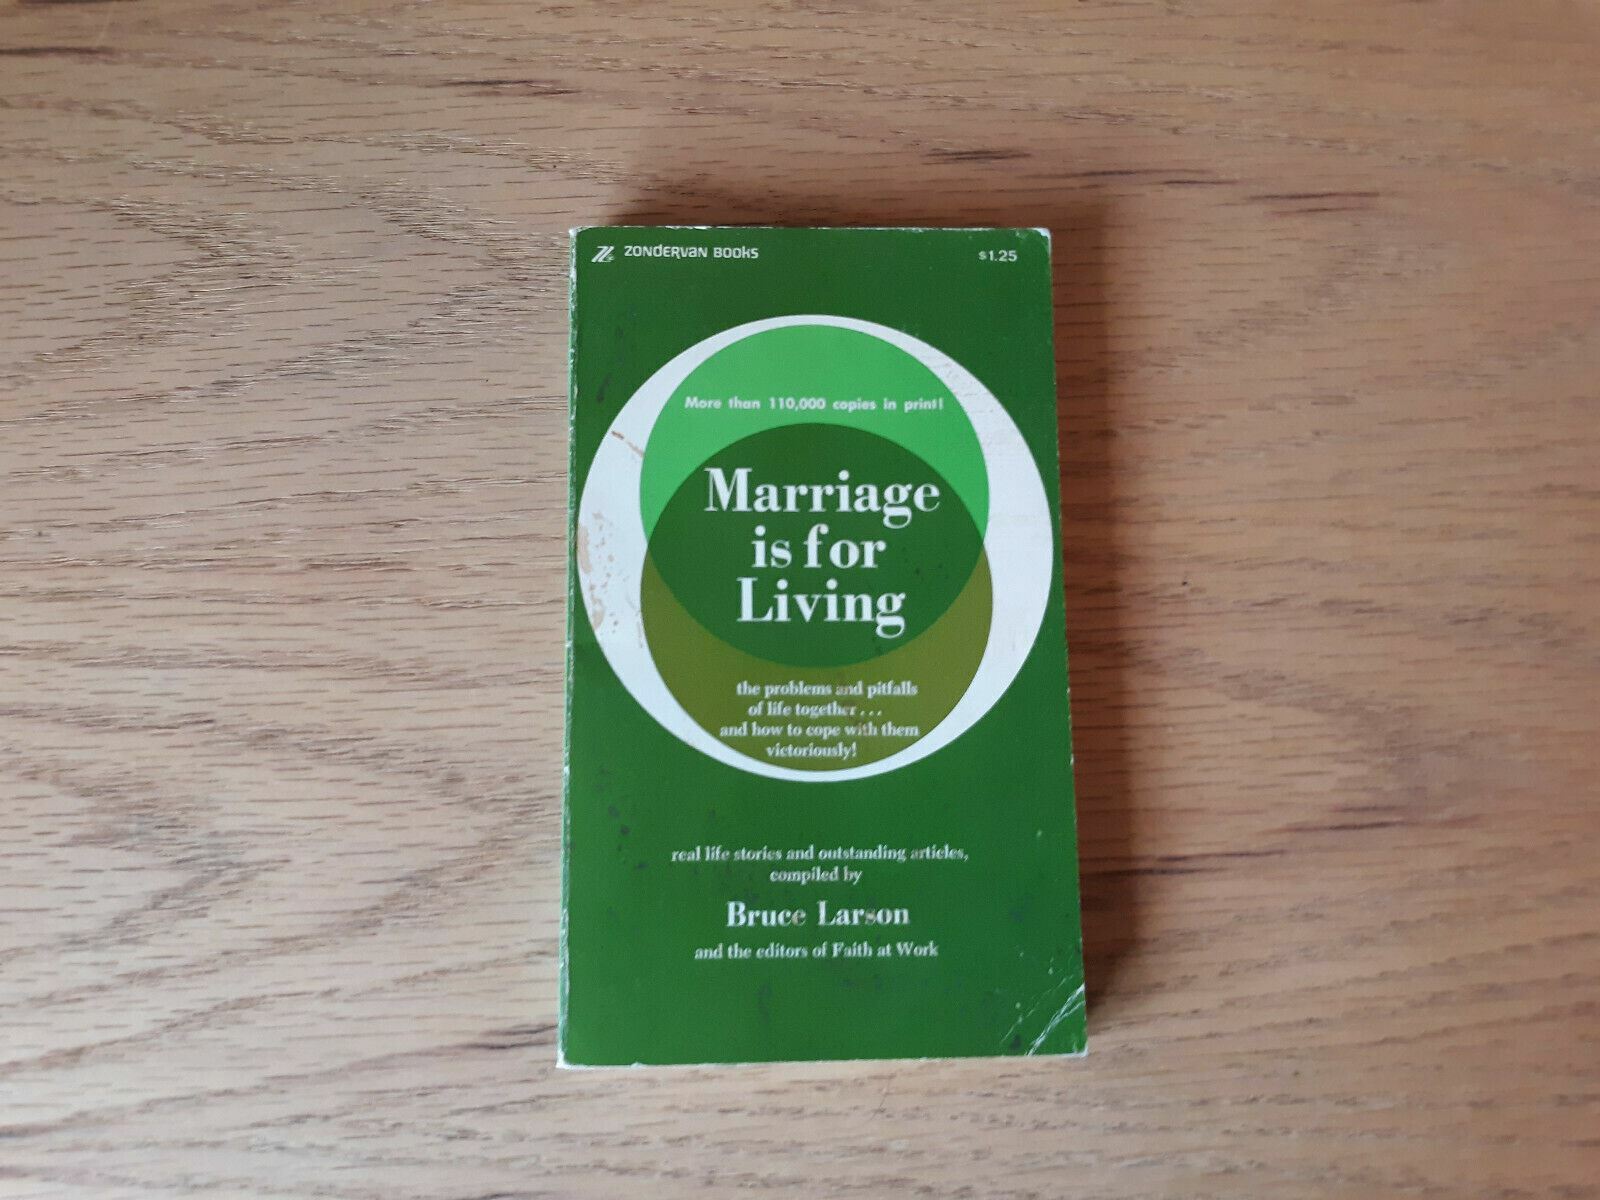 ZONDERVAN BOOKS
$1.25
More than 110,000 copies in print!
Marriage
is for
Living
the problems and pitfalls
of life together...
and how to cope with them
victoriously!
real life stories and outstanding articles,
compiled by
Bruce Larson
and the editors of Faith at Work